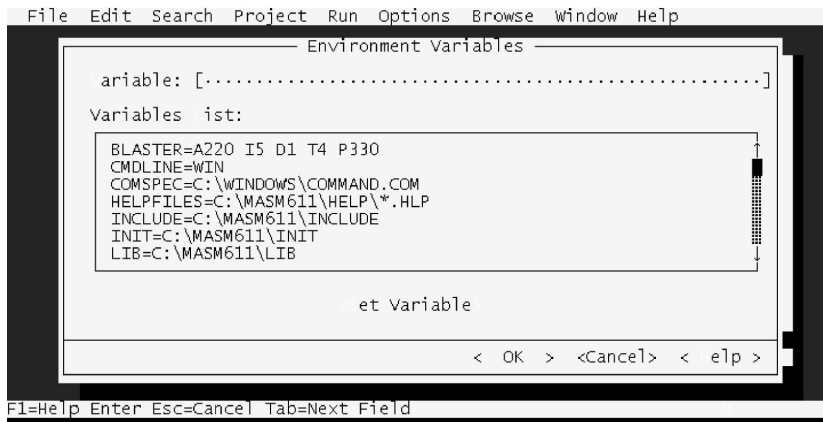 File Edit Search Project Run Options Browse Window Help
Environment Variables
ariable: [......................................................]
Variables ist:
BLASTER=A220 I5 D1 T4 P330
CMDLINE=WIN
COMSPEC=C:\WINDOWS\COMMAND.COM
HELPFILES=C:\MASM611\HELP\*.HLP
INCLUDE=C:\MASM611\INCLUDE
INIT=C:\MASM611\INIT
LIB=C:\MASM611\LIB
et Variable
< OK > <Cancel> < elp >
F1=Help Enter Esc=Cancel Tab=Next Field